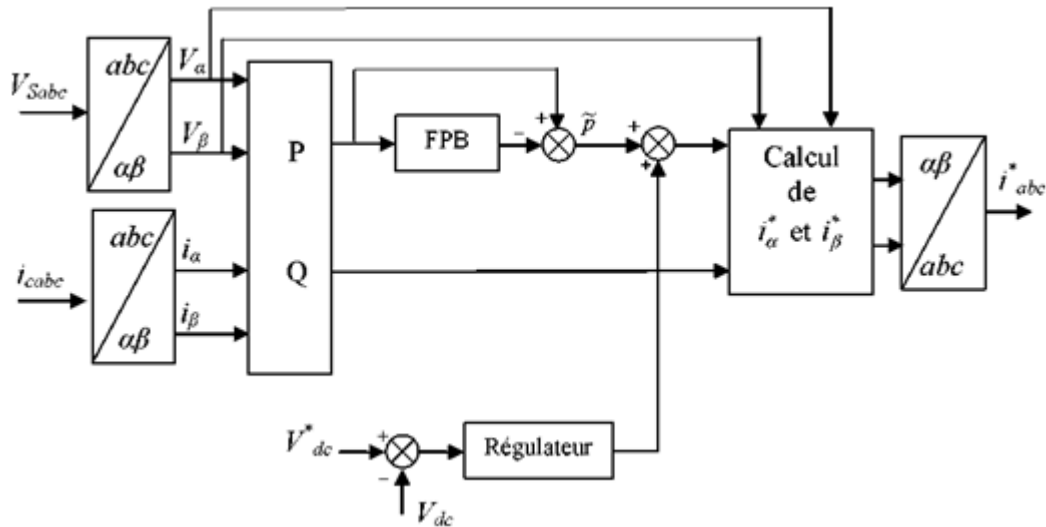 abc
V_α
V_Sabc
V_β
αβ
P
FPB
+
−
p̃
+
+
Calcul
de
i*_α et i*_β
αβ
i*_abc
abc
abc
i_α
i_cabc
Q
i_β
αβ
V*_dc
+
−
Régulateur
V_dc